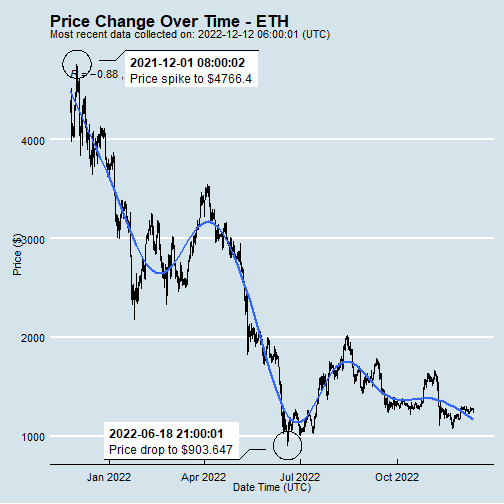 Price Change Over Time - ETH
Most recent data collected on: 2022-12-12 06:00:01 (UTC)
2021-12-01 08:00:02
Price spike to $4766.4
= −0.88 ,
4000
3000
2000
1000
Price ($)
2022-06-18 21:00:01
Price drop to $903.647
Jan 2022
Apr 2022
Jul 2022
Oct 2022
Date Time (UTC)